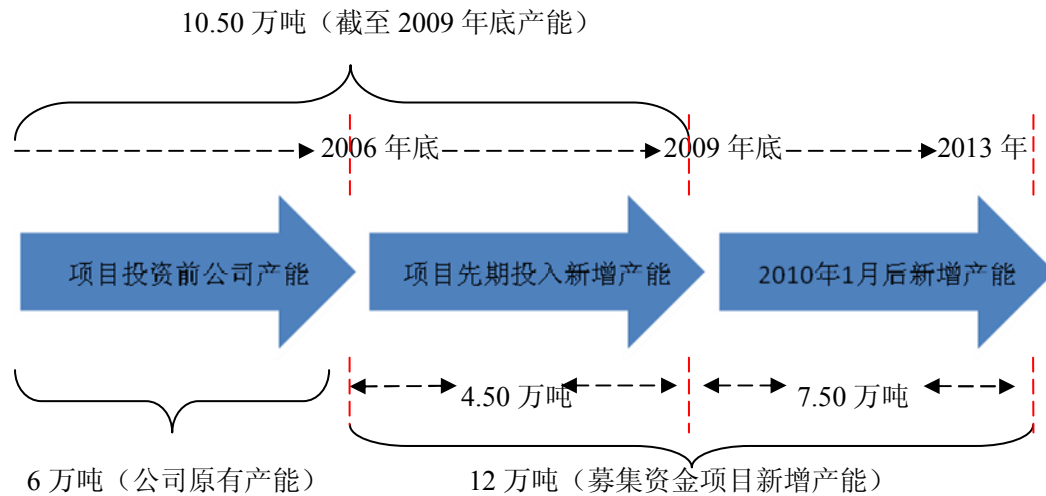 10.50 万吨（截至 2009 年底产能）
2006 年底
2009 年底
2013 年
项目投资前公司产能
项目先期投入新增产能
2010年1月后新增产能
4.50 万吨
7.50 万吨
6 万吨（公司原有产能）
12 万吨（募集资金项目新增产能）